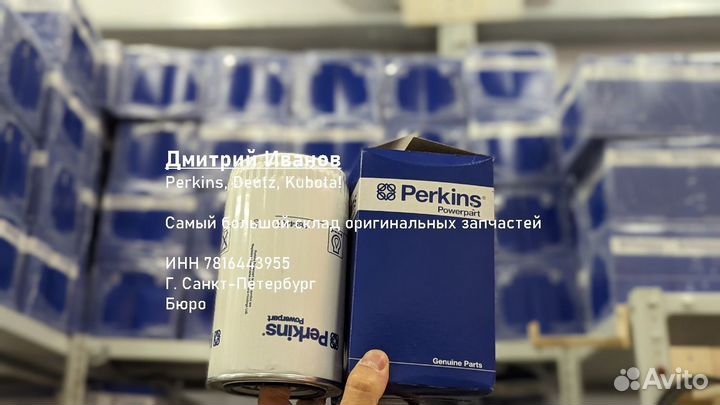 Дмитрий Иванов
Perkins, Deutz, Kubota!
Самый большой склад оригинальных запчастей
ИНН 7816443955
Г. Санкт-Петербург
Бюро
Perkins®
Powerpart
Perkins®
Powerpart
Genuine Parts
Avito